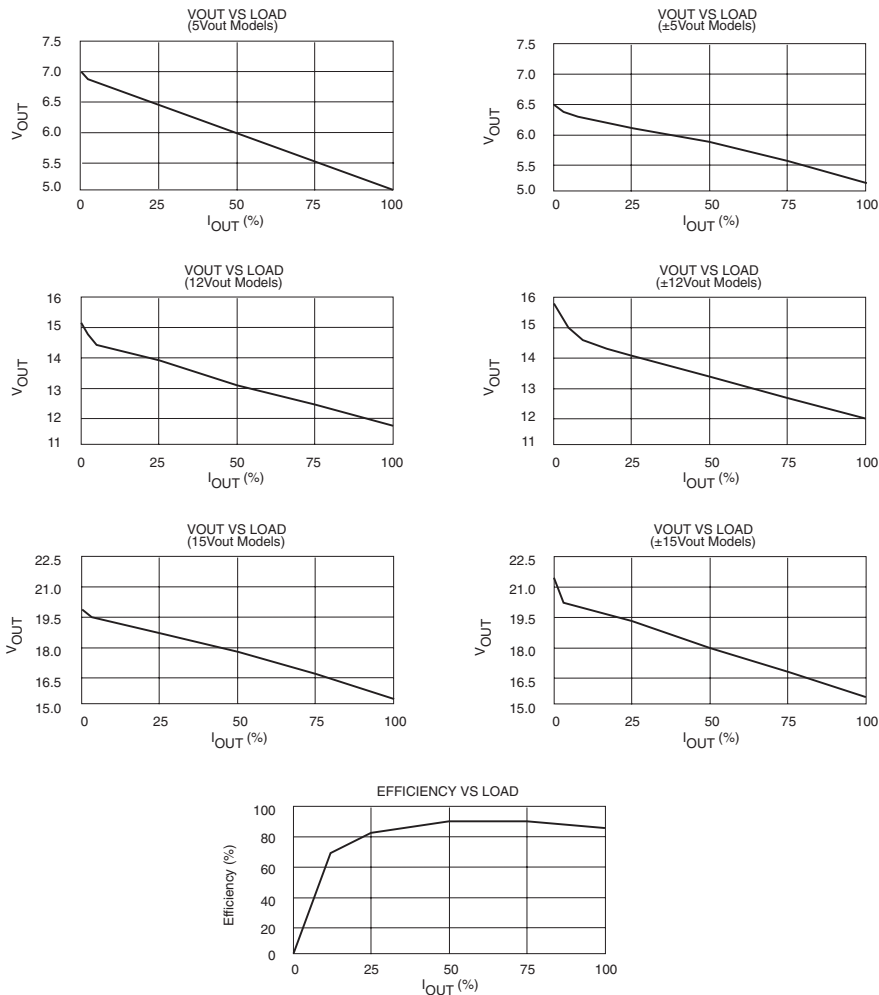 VOUT VS LOAD
(5Vout Models)
7.5
7.0
6.5
6.0
5.5
5.0
VOUT
0 25 50 75 100
IOUT (%)
VOUT VS LOAD
(±5Vout Models)
7.5
7.0
6.5
6.0
5.5
5.0
VOUT
0 25 50 75 100
IOUT (%)
VOUT VS LOAD
(12Vout Models)
16
15
14
13
12
11
VOUT
0 25 50 75 100
IOUT (%)
VOUT VS LOAD
(±12Vout Models)
16
15
14
13
12
11
VOUT
0 25 50 75 100
IOUT (%)
VOUT VS LOAD
(15Vout Models)
22.5
21.0
19.5
18.0
16.5
15.0
VOUT
0 25 50 75 100
IOUT (%)
VOUT VS LOAD
(±15Vout Models)
22.5
21.0
19.5
18.0
16.5
15.0
VOUT
0 25 50 75 100
IOUT (%)
EFFICIENCY VS LOAD
100
80
60
40
20
0
Efficiency (%)
0 25 50 75 100
IOUT (%)